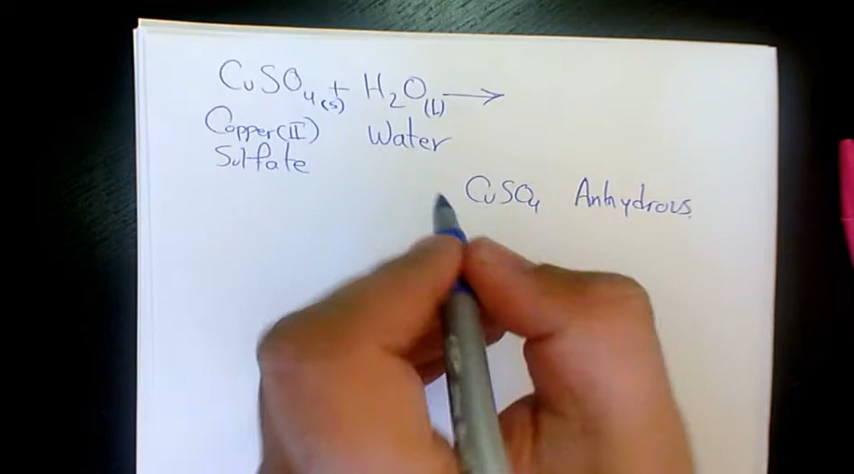 CuSO₄(s) + H₂O(l) →
Copper(II) Water
Sulfate
CuSO₄ Anhydrous